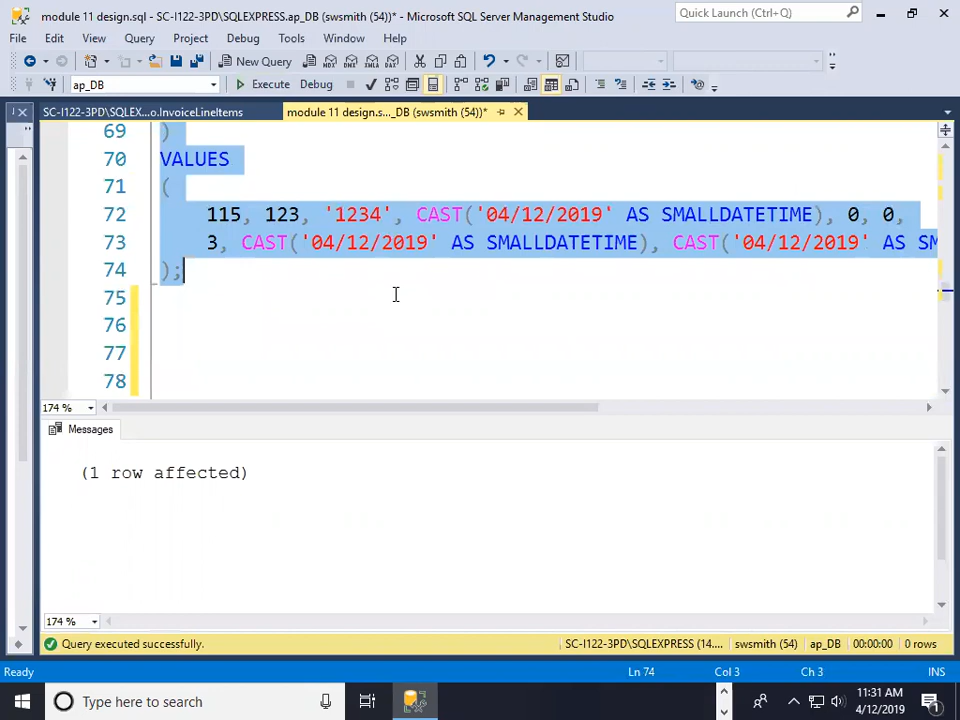 module 11 design.sql - SC-I122-3PD\SQLEXPRESS.ap_DB (swsmith (54))* - Microsoft SQL Server Management Studio
Quick Launch (Ctrl+Q)
File Edit View Query Project Debug Tools Window Help
New Query
ap_DB
Execute Debug
SC-I122-3PD\SQLEX...o.InvoiceLineItems
module 11 design.s..._DB (swsmith (54))*
69 )
70 VALUES
71 (
72 115, 123, '1234', CAST('04/12/2019' AS SMALLDATETIME), 0, 0,
73 3, CAST('04/12/2019' AS SMALLDATETIME), CAST('04/12/2019' AS SM
74 );
75
76
77
78
174 %
Messages
(1 row affected)
174 %
Query executed successfully.
SC-I122-3PD\SQLEXPRESS (14.... swsmith (54) ap_DB 00:00:00 0 rows
Ready Ln 74 Col 3 Ch 3 INS
Type here to search
11:31 AM
4/12/2019
1